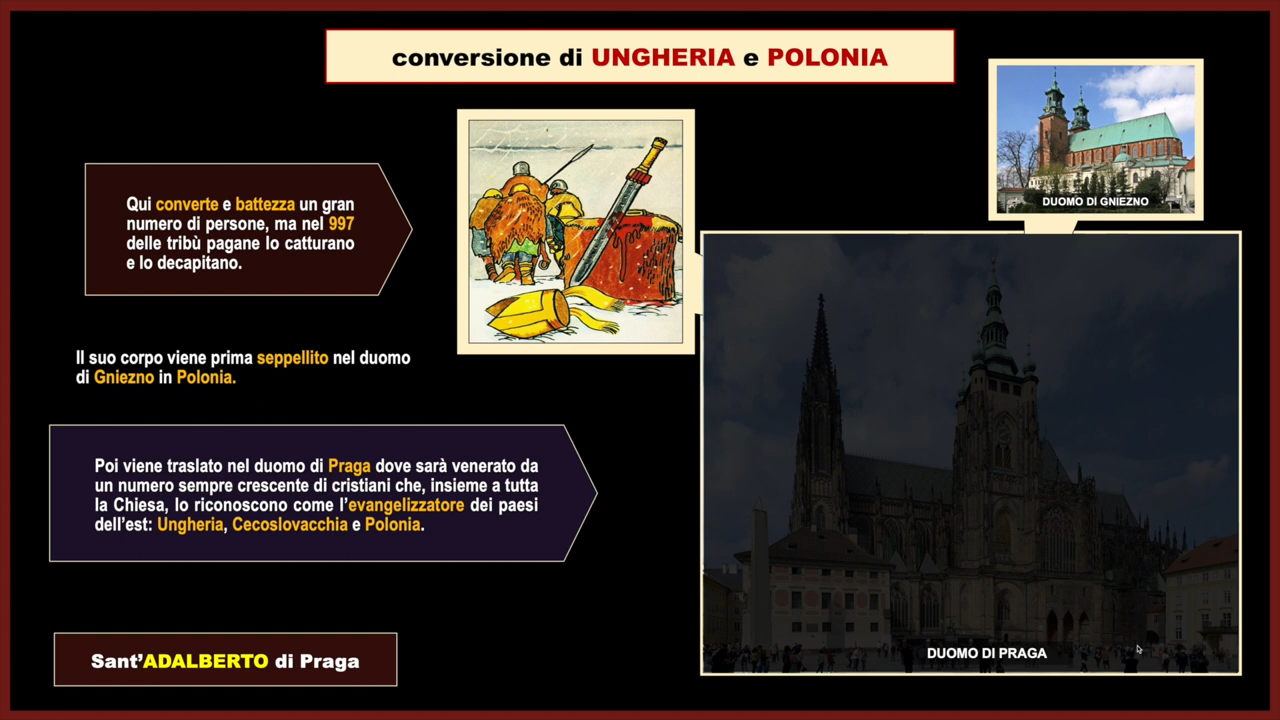 conversione di UNGHERIA e POLONIA
DUOMO DI GNIEZNO
Qui converte e battezza un gran
numero di persone, ma nel 997
delle tribù pagane lo catturano
e lo decapitano.
Il suo corpo viene prima seppellito nel duomo
di Gniezno in Polonia.
Poi viene traslato nel duomo di Praga dove sarà venerato da
un numero sempre crescente di cristiani che, insieme a tutta
la Chiesa, lo riconoscono come l'evangelizzatore dei paesi
dell'est: Ungheria, Cecoslovacchia e Polonia.
DUOMO DI PRAGA
Sant'ADALBERTO di Praga